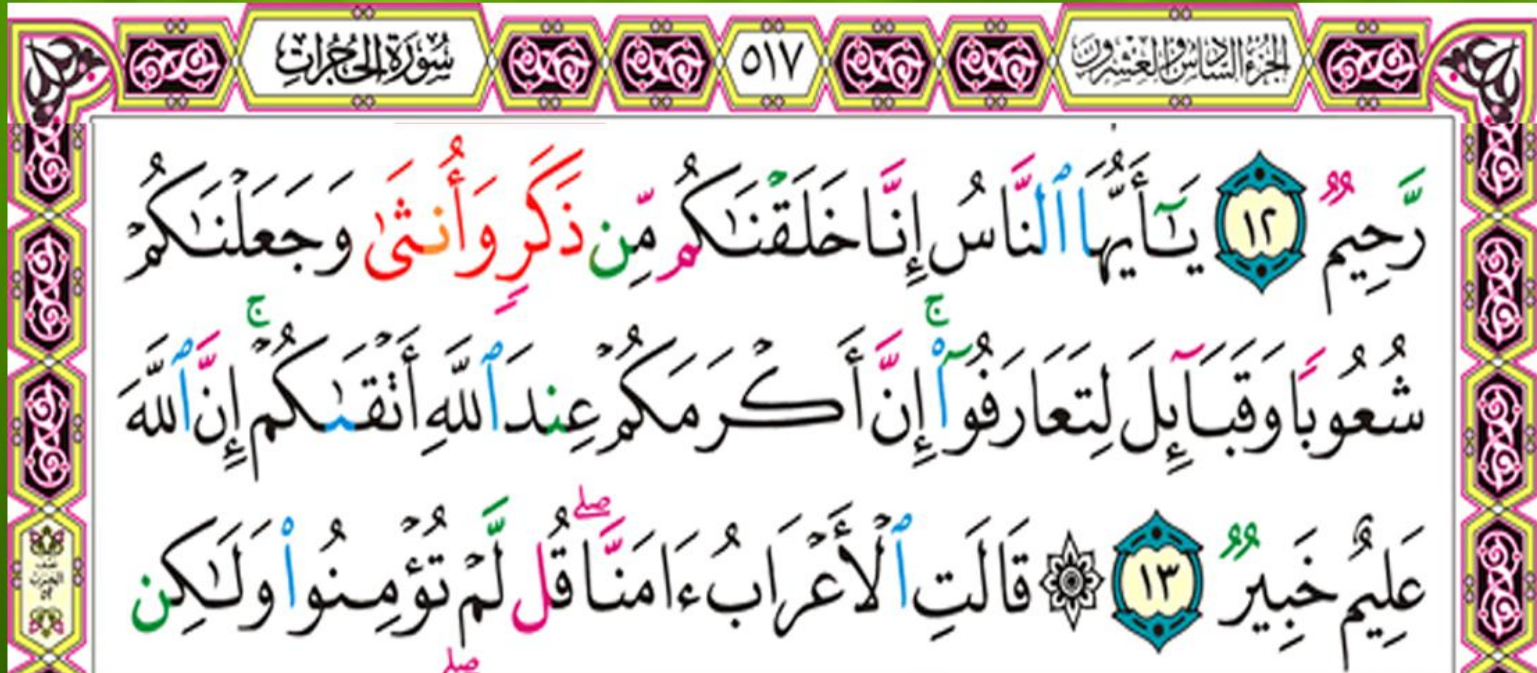 الجزء السادس والعشرون ٥١٧ سورة الحجرات
رَّحِيمٌ ١٢ يَـٰٓأَيُّهَا ٱلنَّاسُ إِنَّا خَلَقْنَـٰكُم مِّن ذَكَرٍ وَأُنثَىٰ وَجَعَلْنَـٰكُمْ
شُعُوبًا وَقَبَآئِلَ لِتَعَارَفُوٓا۟ ۚ إِنَّ أَكْرَمَكُمْ عِندَ ٱللَّهِ أَتْقَىٰكُمْ ۚ إِنَّ ٱللَّهَ
عَلِيمٌ خَبِيرٌ ١٣ ۞ قَالَتِ ٱلْأَعْرَابُ ءَامَنَّا ۖ قُل لَّمْ تُؤْمِنُوا۟ وَلَـٰكِن